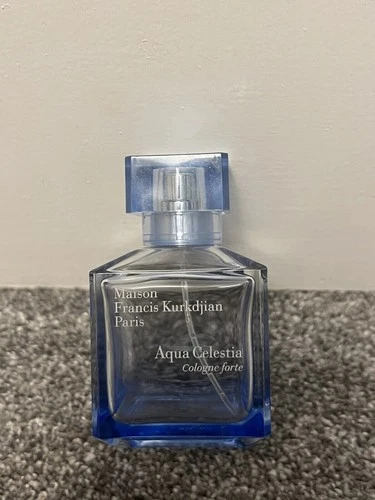 Maison
Francis Kurkdjian
Paris
Aqua Celestia
Cologne forte